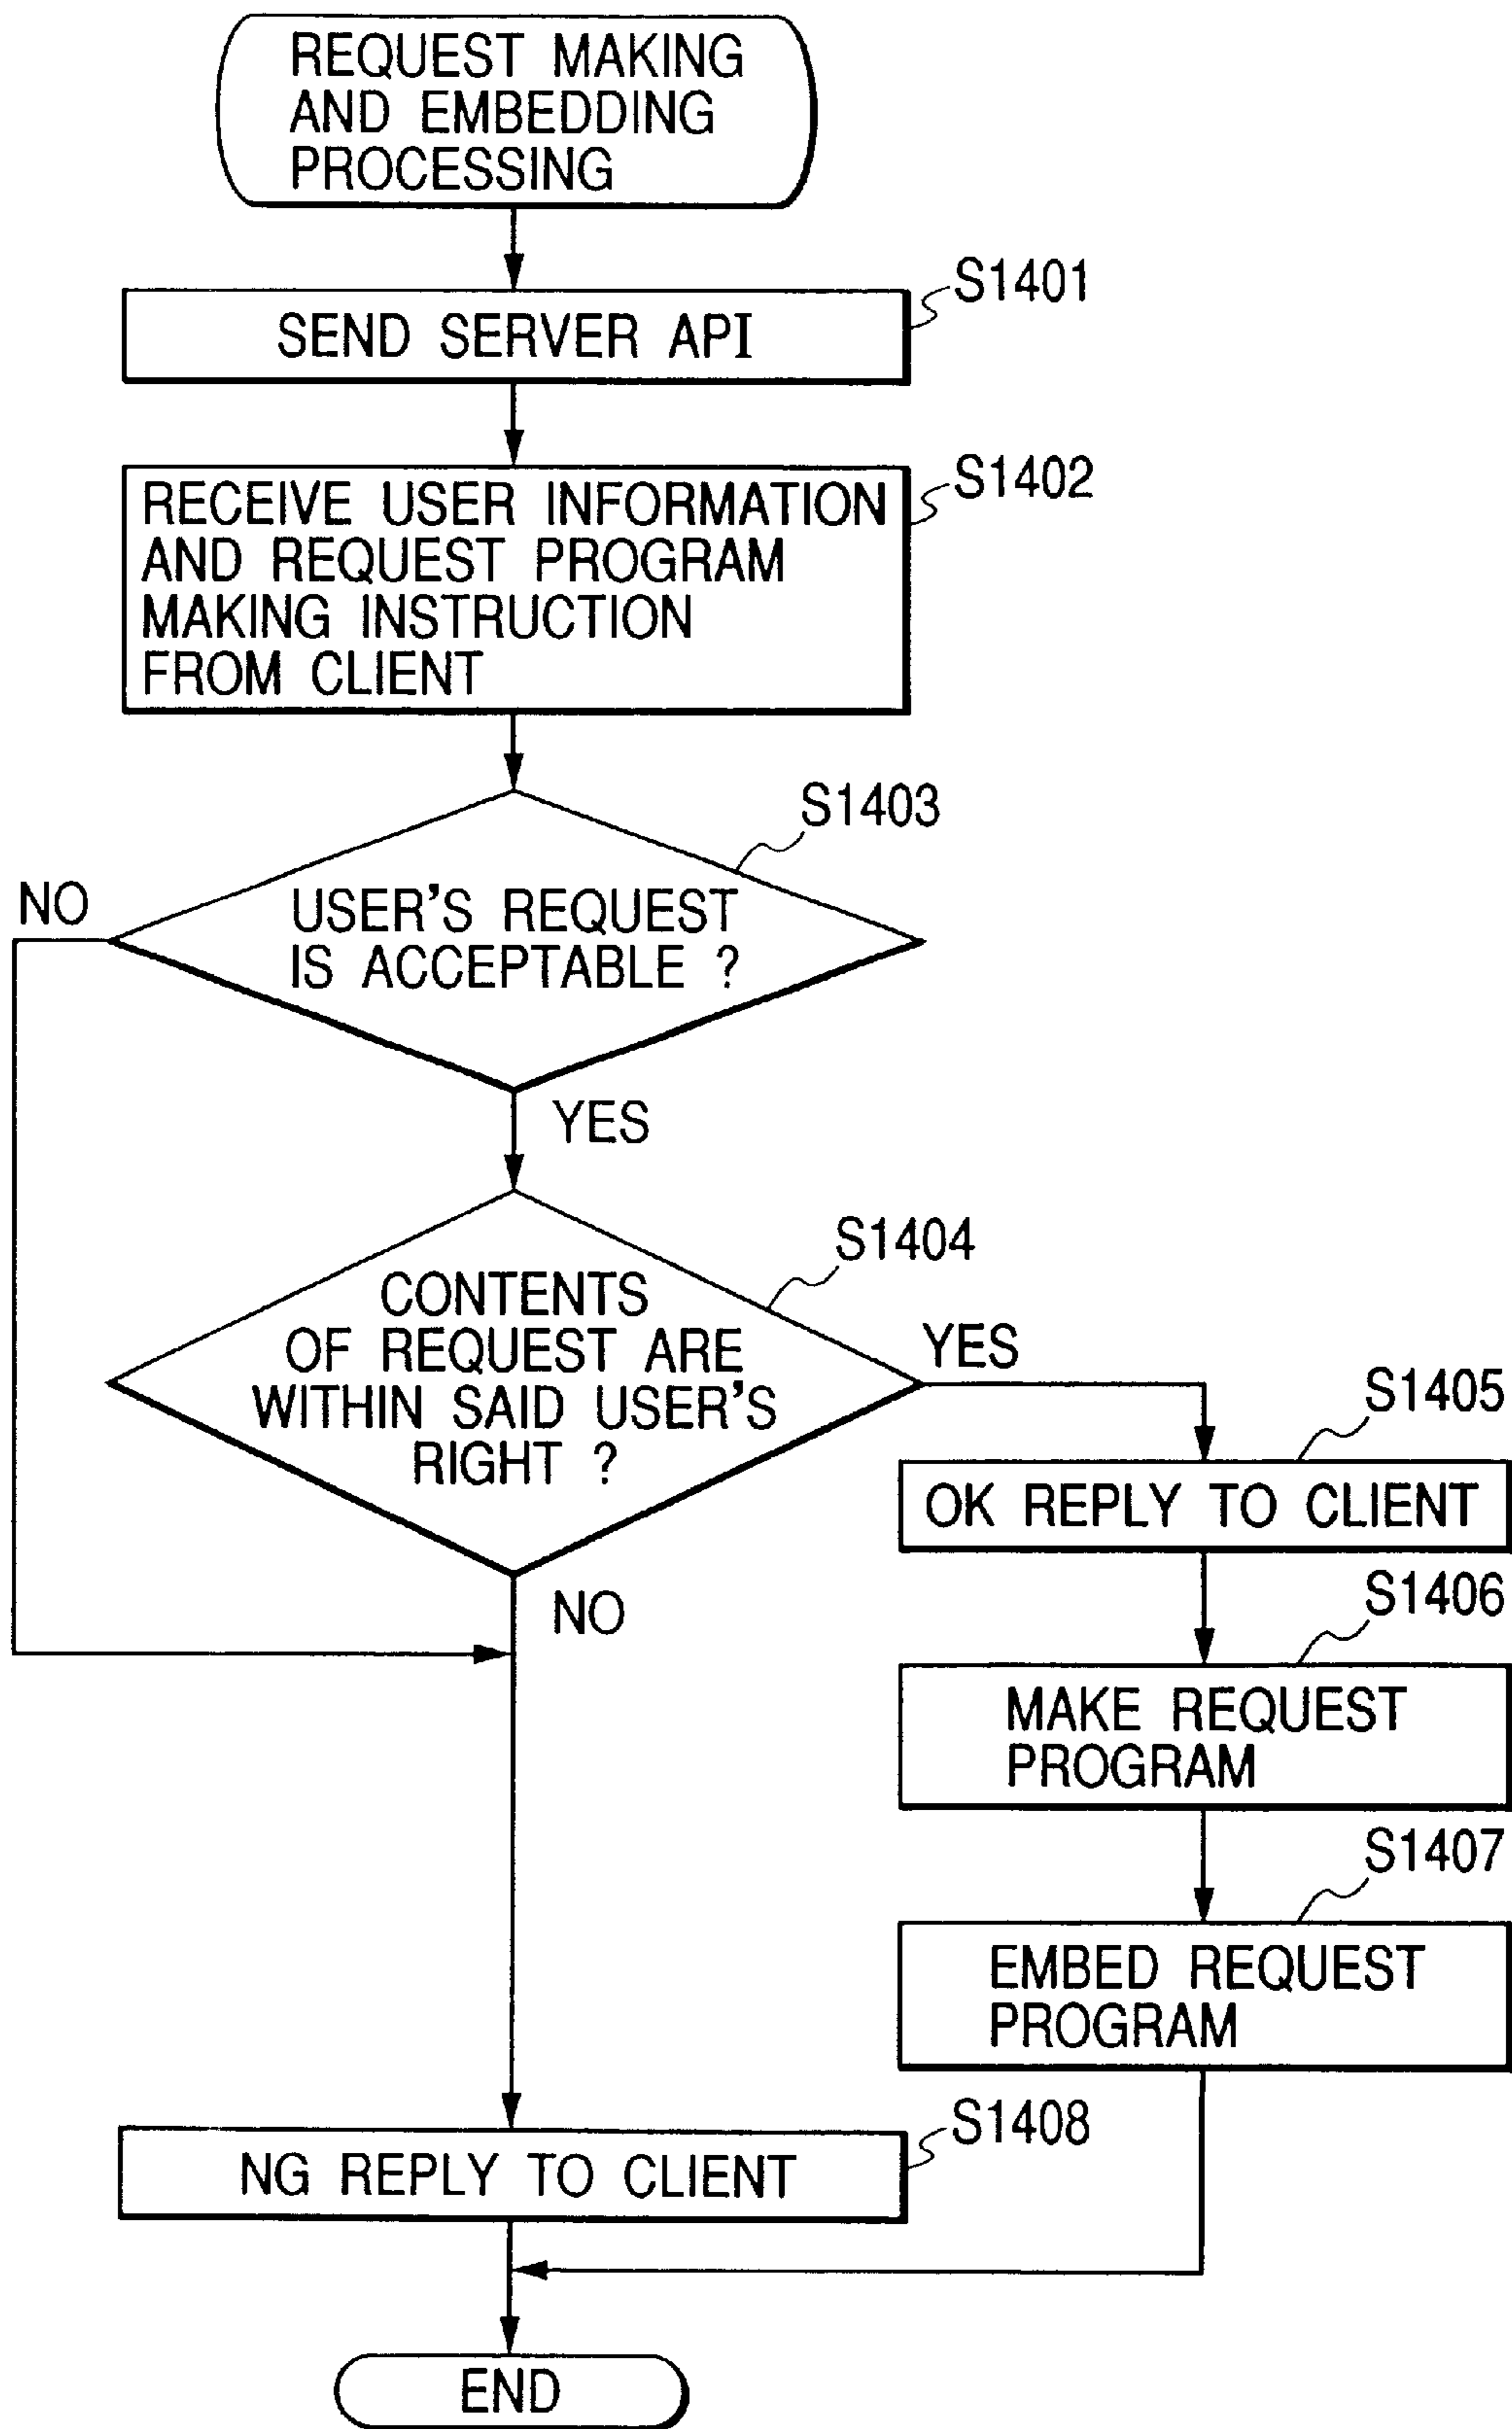 REQUEST MAKING
AND EMBEDDING
PROCESSING
S1401
SEND SERVER API
S1402
RECEIVE USER INFORMATION
AND REQUEST PROGRAM
MAKING INSTRUCTION
FROM CLIENT
S1403
NO
USER'S REQUEST
IS ACCEPTABLE ?
YES
S1404
CONTENTS
OF REQUEST ARE
WITHIN SAID USER'S
RIGHT ?
YES
S1405
OK REPLY TO CLIENT
NO
S1406
MAKE REQUEST
PROGRAM
S1407
EMBED REQUEST
PROGRAM
S1408
NG REPLY TO CLIENT
END